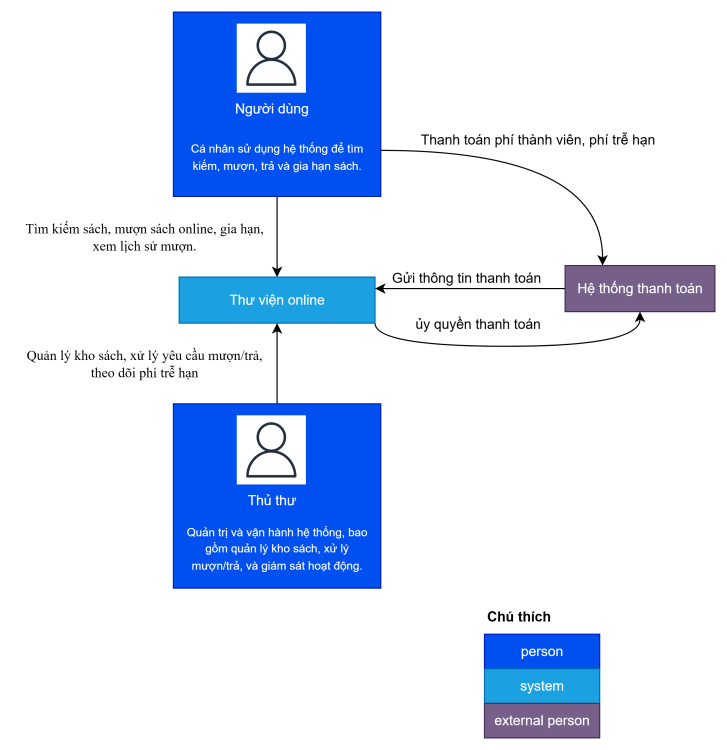 Người dùng
Cá nhân sử dụng hệ thống để tìm
kiếm, mượn, trả và gia hạn sách.
Thanh toán phí thành viên, phí trễ hạn
Tìm kiếm sách, mượn sách online, gia hạn,
xem lịch sử mượn.
Thư viện online
Gửi thông tin thanh toán
Hệ thống thanh toán
ủy quyền thanh toán
Quản lý kho sách, xử lý yêu cầu mượn/trả,
theo dõi phí trễ hạn
Thủ thư
Quản trị và vận hành hệ thống, bao
gồm quản lý kho sách, xử lý
mượn/trả, và giám sát hoạt động.
Chú thích
person
system
external person